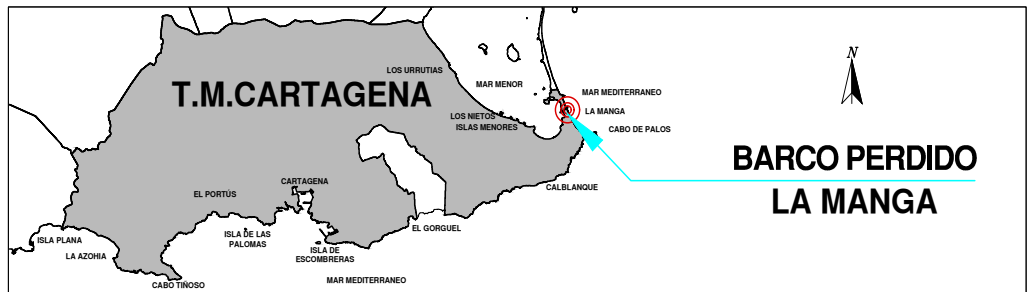 LOS URRUTIAS
T.M.CARTAGENA
MAR MENOR
MAR MEDITERRANEO
LA MANGA
LOS NIETOS
ISLAS MENORES
CABO DE PALOS
N
BARCO PERDIDO
LA MANGA
CARTAGENA
EL PORTÚS
CALBLANQUE
EL GORGUEL
ISLA DE LAS
PALOMAS
ISLA PLANA
LA AZOHIA
ISLA DE
ESCOMBRERAS
CABO TIÑOSO
MAR MEDITERRANEO